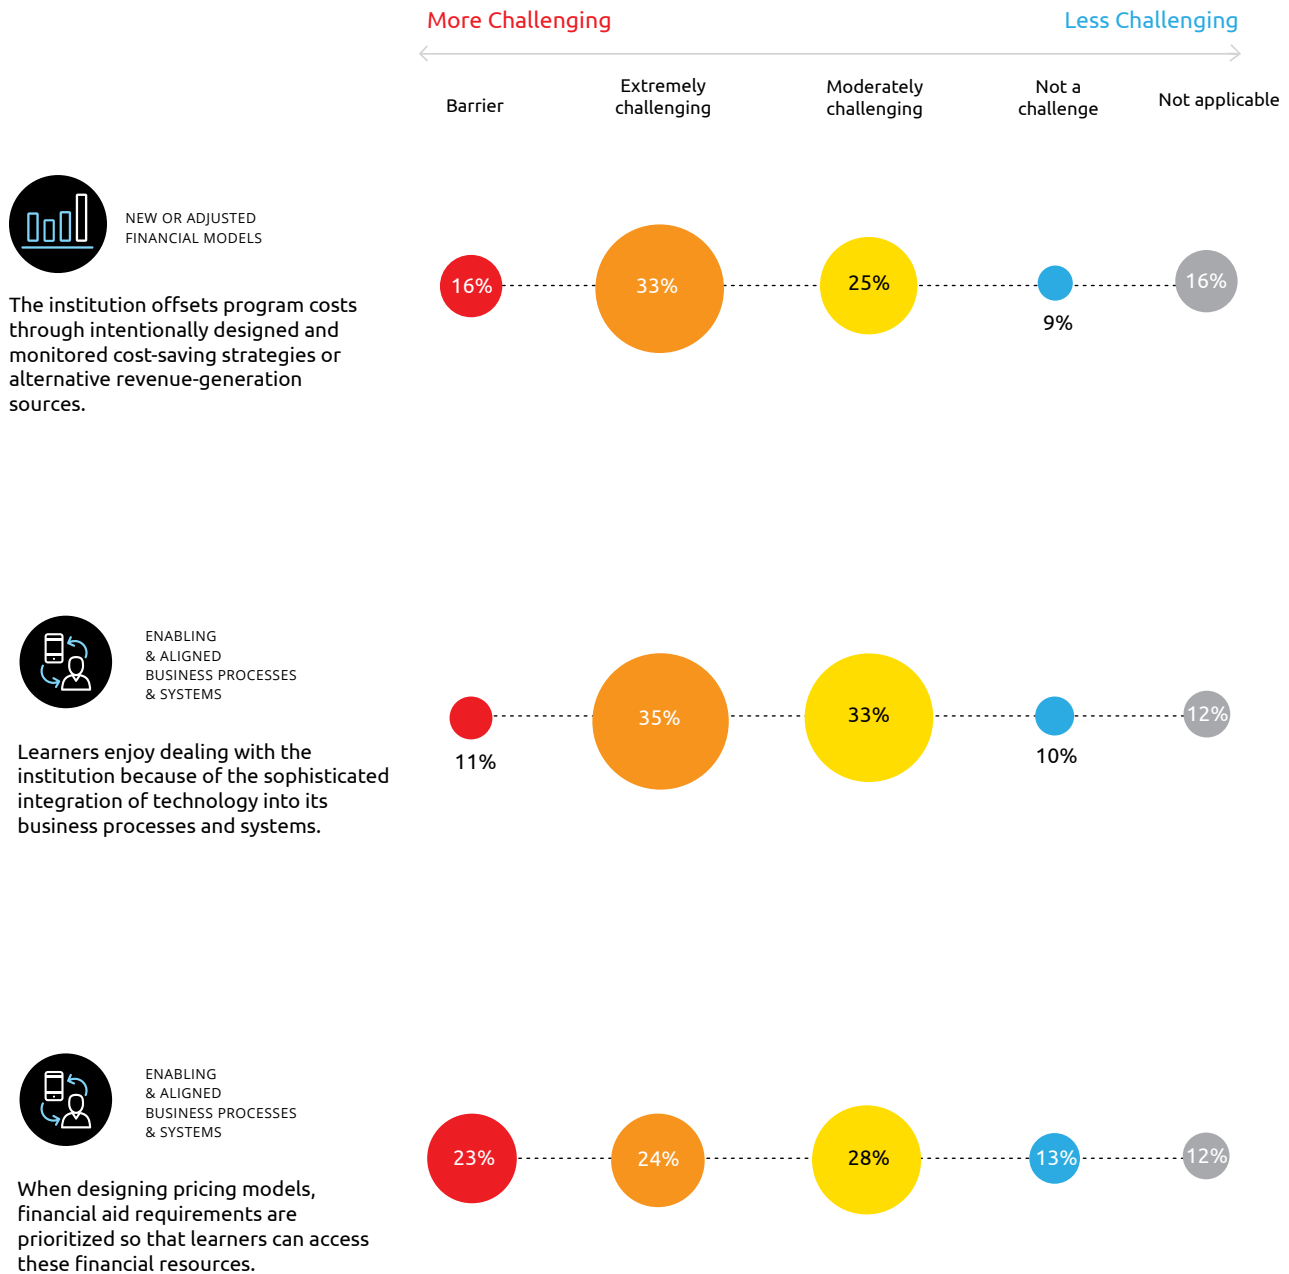 More Challenging
Less Challenging
Barrier
Extremely
challenging
Moderately
challenging
Not a
challenge
Not applicable
NEW OR ADJUSTED
FINANCIAL MODELS
The institution offsets program costs
through intentionally designed and
monitored cost-saving strategies or
alternative revenue-generation
sources.
16%
33%
25%
9%
16%
ENABLING
& ALIGNED
BUSINESS PROCESSES
& SYSTEMS
Learners enjoy dealing with the
institution because of the sophisticated
integration of technology into its
business processes and systems.
11%
35%
33%
10%
12%
ENABLING
& ALIGNED
BUSINESS PROCESSES
& SYSTEMS
When designing pricing models,
financial aid requirements are
prioritized so that learners can access
these financial resources.
23%
24%
28%
13%
12%